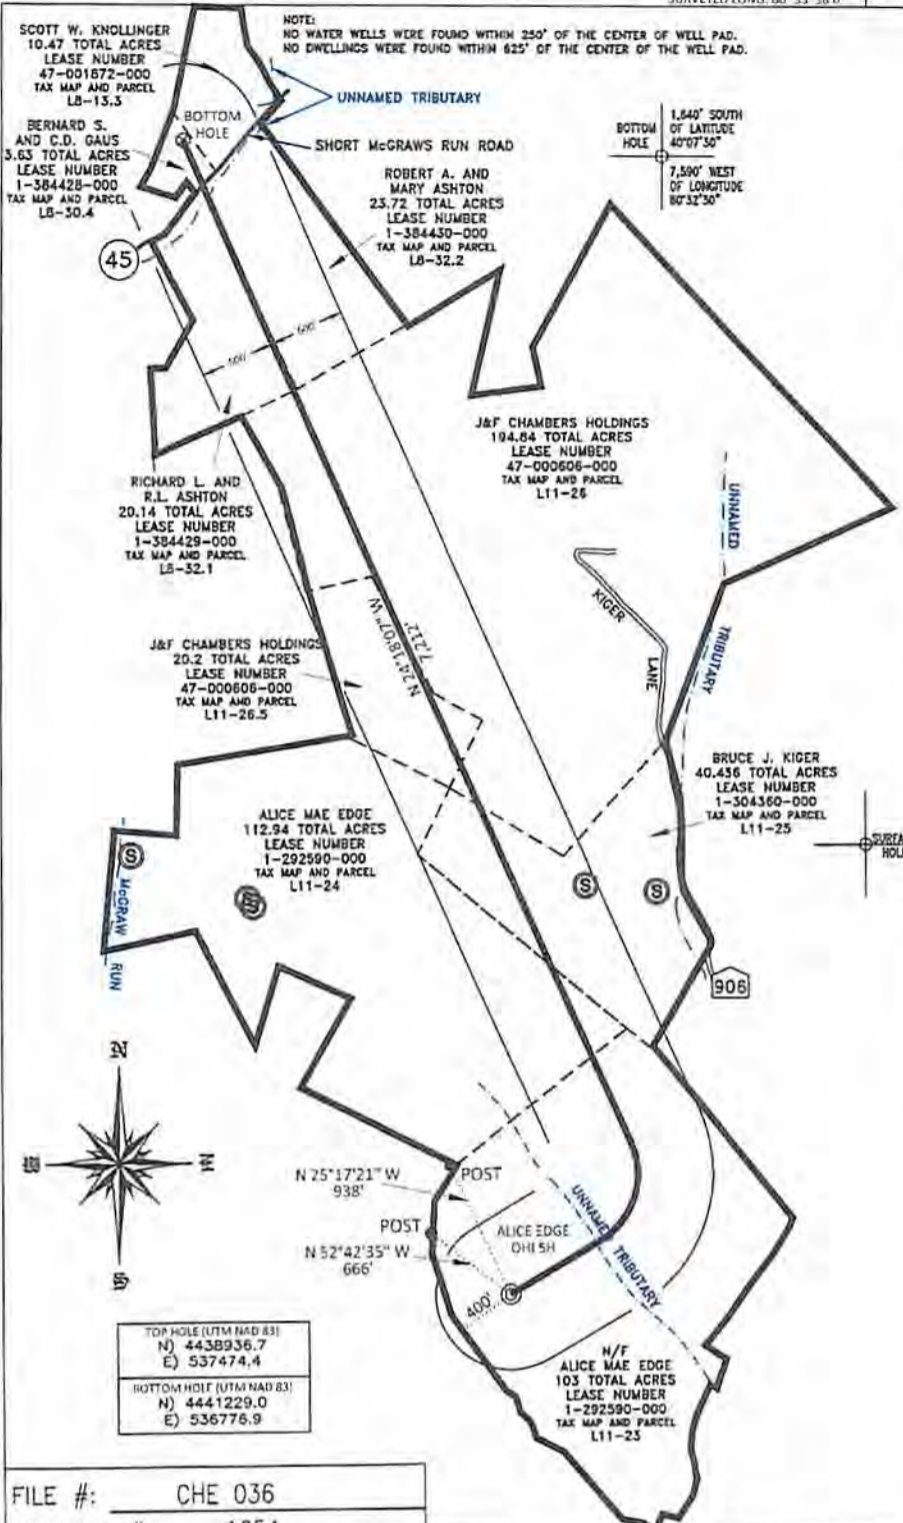 SCOTT W. KNOLLINGER
10.47 TOTAL ACRES
LEASE NUMBER
47-001872-000
TAX MAP AND PARCEL
L8-13.3
NOTE:
NO WATER WELLS WERE FOUND WITHIN 250' OF THE CENTER OF WELL PAD.
NO DWELLINGS WERE FOUND WITHIN 625' OF THE CENTER OF THE WELL PAD.
UNNAMED TRIBUTARY
BOTTOM
HOLE
SHORT McGRAWS RUN ROAD
BOTTOM
HOLE
1,640' SOUTH
OF LATITUDE
40°07'30"
7,590' WEST
OF LONGITUDE
80°32'30"
BERNARD S.
AND C.D. GAUS
3.63 TOTAL ACRES
LEASE NUMBER
1-384428-000
TAX MAP AND PARCEL
L8-30.4
ROBERT A. AND
MARY ASHTON
23.72 TOTAL ACRES
LEASE NUMBER
1-384430-000
TAX MAP AND PARCEL
L8-32.2
45
600'
J&F CHAMBERS HOLDINGS
194.84 TOTAL ACRES
LEASE NUMBER
47-000606-000
TAX MAP AND PARCEL
L11-26
RICHARD L. AND
R.L. ASHTON
20.14 TOTAL ACRES
LEASE NUMBER
1-384429-000
TAX MAP AND PARCEL
L8-32.1
UNNAMED
TRIBUTARY
KIGER
LANE
N 24°18'07" W
7,212'
J&F CHAMBERS HOLDINGS
20.2 TOTAL ACRES
LEASE NUMBER
47-000606-000
TAX MAP AND PARCEL
L11-26.5
BRUCE J. KIGER
40.436 TOTAL ACRES
LEASE NUMBER
1-304360-000
TAX MAP AND PARCEL
L11-25
ALICE MAE EDGE
112.94 TOTAL ACRES
LEASE NUMBER
1-292590-000
TAX MAP AND PARCEL
L11-24
HOLE
S
S
S
S
McGRAW
RUN
906
N
S
N 25°17'21" W
938'
POST
POST
N 52°42'35" W
666'
ALICE EDGE
OHI 5H
UNNAMED TRIBUTARY
400'
N/F
ALICE MAE EDGE
103 TOTAL ACRES
LEASE NUMBER
1-292590-000
TAX MAP AND PARCEL
L11-23
TOP HOLE (UTM NAD 83)
N) 4438936.7
E) 537474.4
BOTTOM HOLE (UTM NAD 83)
N) 4441229.0
E) 536776.9
FILE #: CHE 036